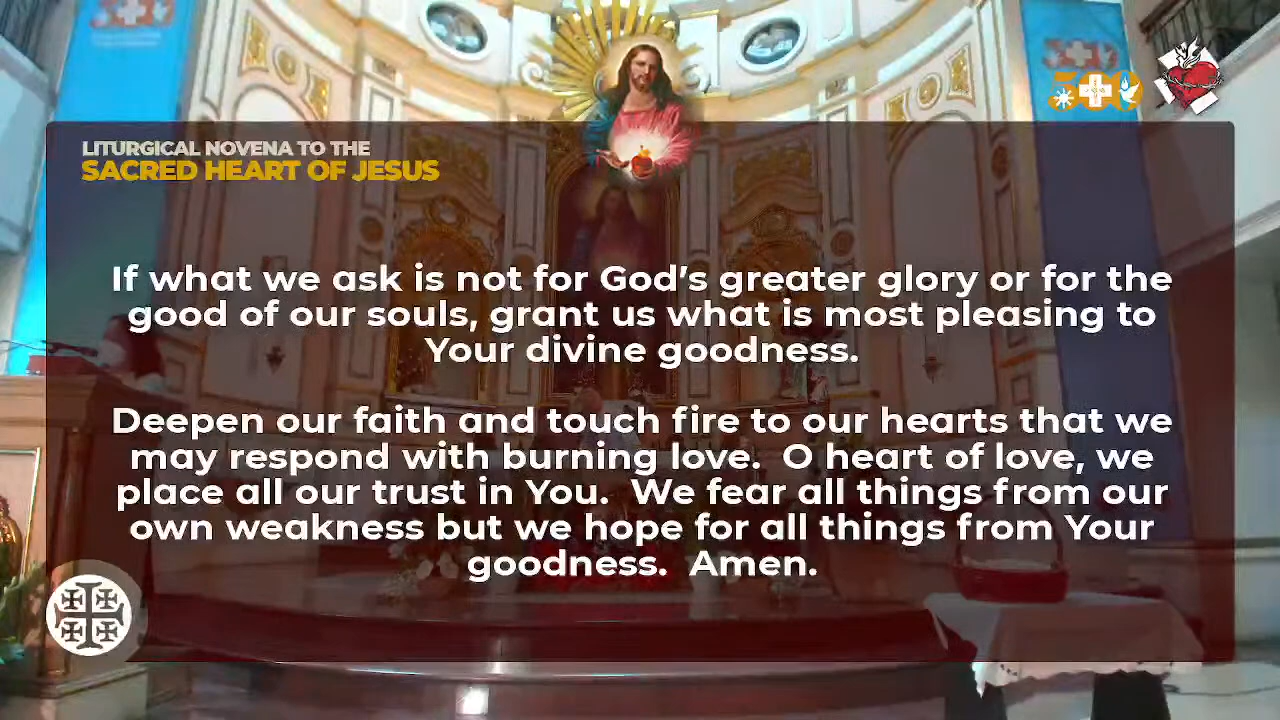 LITURGICAL NOVENA TO THE
SACRED HEART OF JESUS
500
If what we ask is not for God's greater glory or for the
good of our souls, grant us what is most pleasing to
Your divine goodness.
Deepen our faith and touch fire to our hearts that we
may respond with burning love.  O heart of love, we
place all our trust in You.  We fear all things from our
own weakness but we hope for all things from Your
goodness.  Amen.